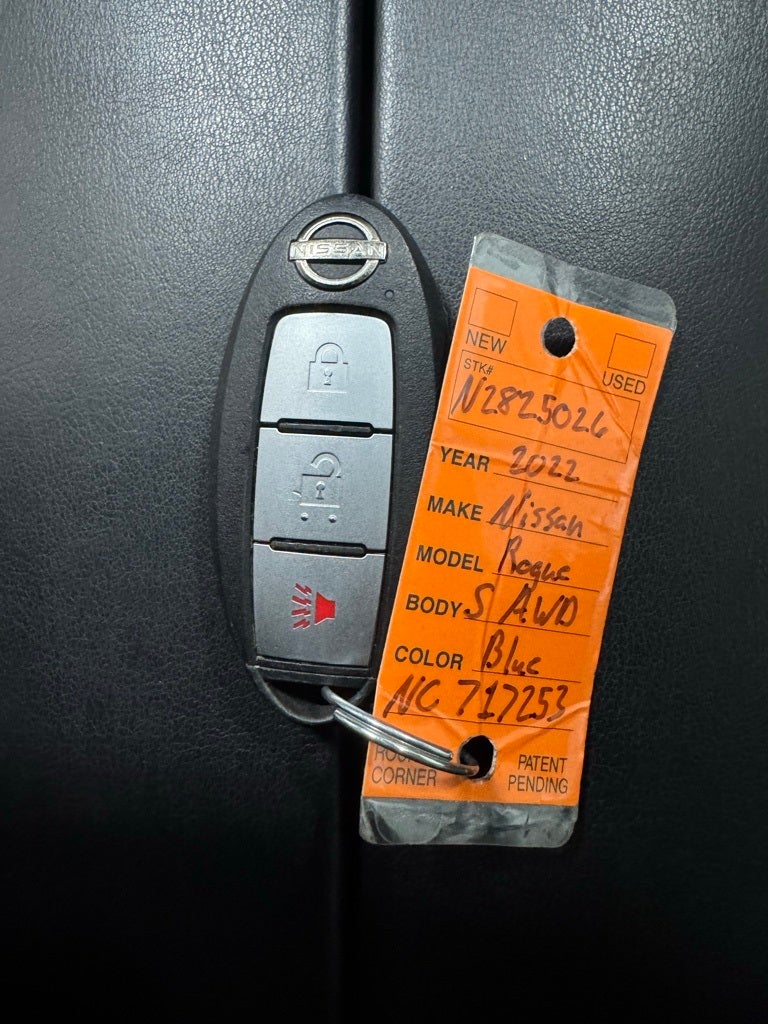 NISSAN
NEW
USED
STK#
N2825026
YEAR 2022
MAKE Nissan
MODEL Rogue
BODY S AWD
COLOR Blue
NC 717253
CORNER
PATENT
PENDING